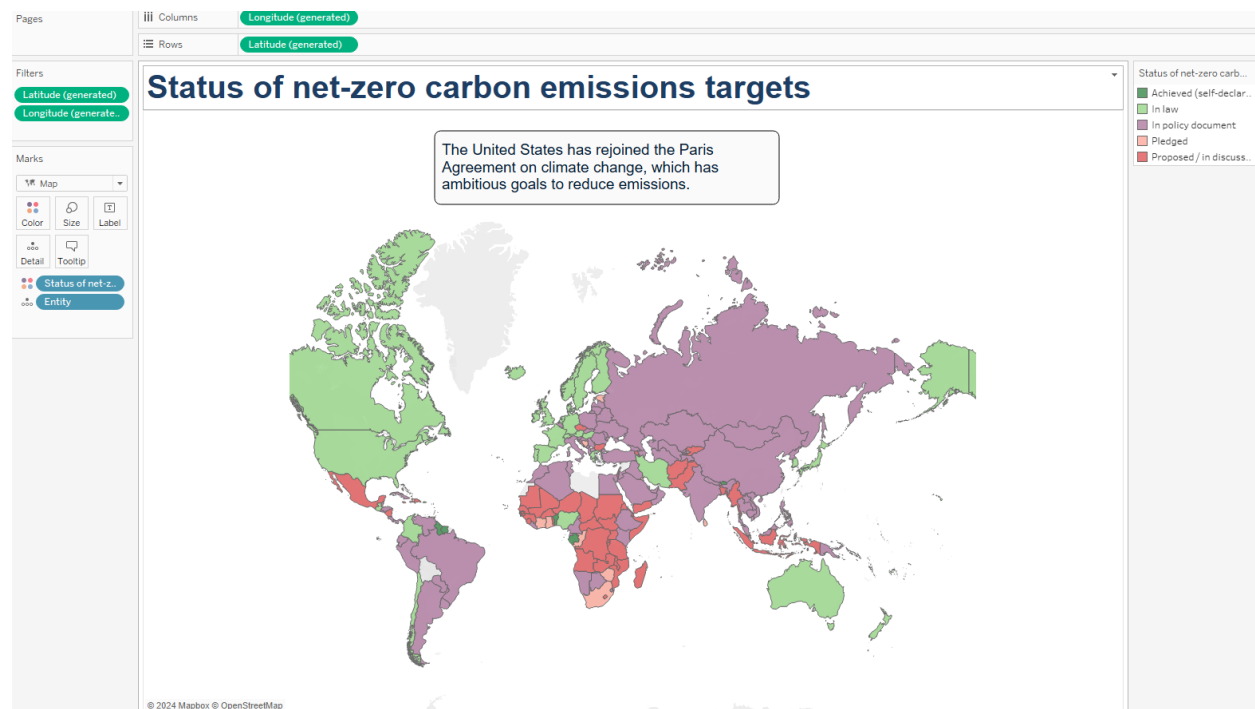 Pages
Columns
Longitude (generated)
Rows
Latitude (generated)
Filters
Latitude (generated)
Longitude (generate..
Marks
Map
Color
Size
Label
Detail
Tooltip
Status of net-z..
Entity
Status of net-zero carbon emissions targets
The United States has rejoined the Paris
Agreement on climate change, which has
ambitious goals to reduce emissions.
© 2024 Mapbox © OpenStreetMap
Status of net-zero carb...
Achieved (self-declar..
In law
In policy document
Pledged
Proposed / in discuss..